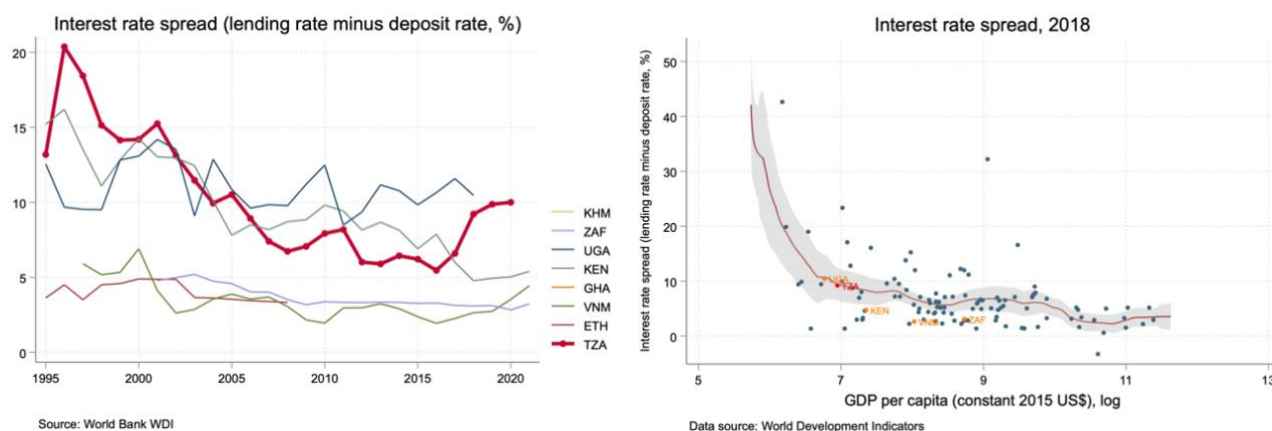 Interest rate spread (lending rate minus deposit rate, %)
20
15
10
5
0
1995
2000
2005
2010
2015
2020
KHM
ZAF
UGA
KEN
GHA
VNM
ETH
TZA
Source: World Bank WDI
Interest rate spread, 2018
Interest rate spread (lending rate minus deposit rate, %)
50
40
30
20
10
0
UGA
TZA
KEN
VNM
ZAF
5
7
9
11
13
GDP per capita (constant 2015 US$), log
Data source: World Development Indicators